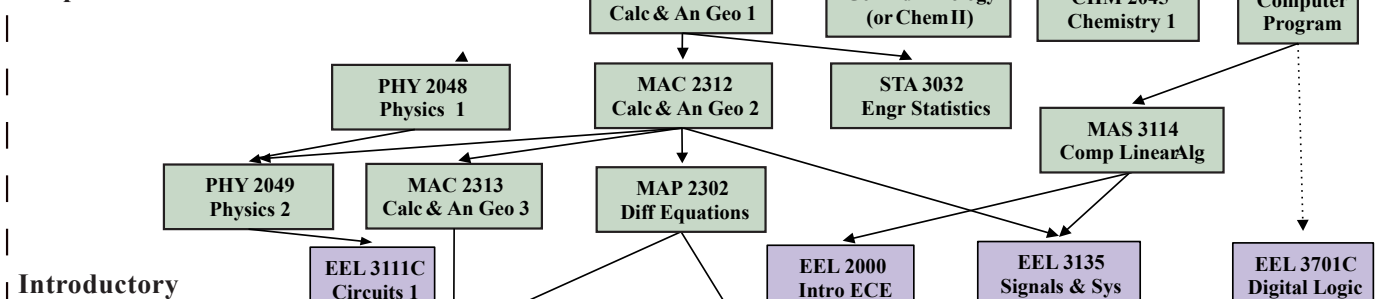 Calc & An Geo 1
(or Chem II)
CHM 2045
Chemistry 1
Computer
Program
PHY 2048
Physics 1
MAC 2312
Calc & An Geo 2
STA 3032
Engr Statistics
MAS 3114
Comp LinearAlg
PHY 2049
Physics 2
MAC 2313
Calc & An Geo 3
MAP 2302
Diff Equations
EEL 3111C
Circuits 1
EEL 2000
Intro ECE
EEL 3135
Signals & Sys
EEL 3701C
Digital Logic
Introductory